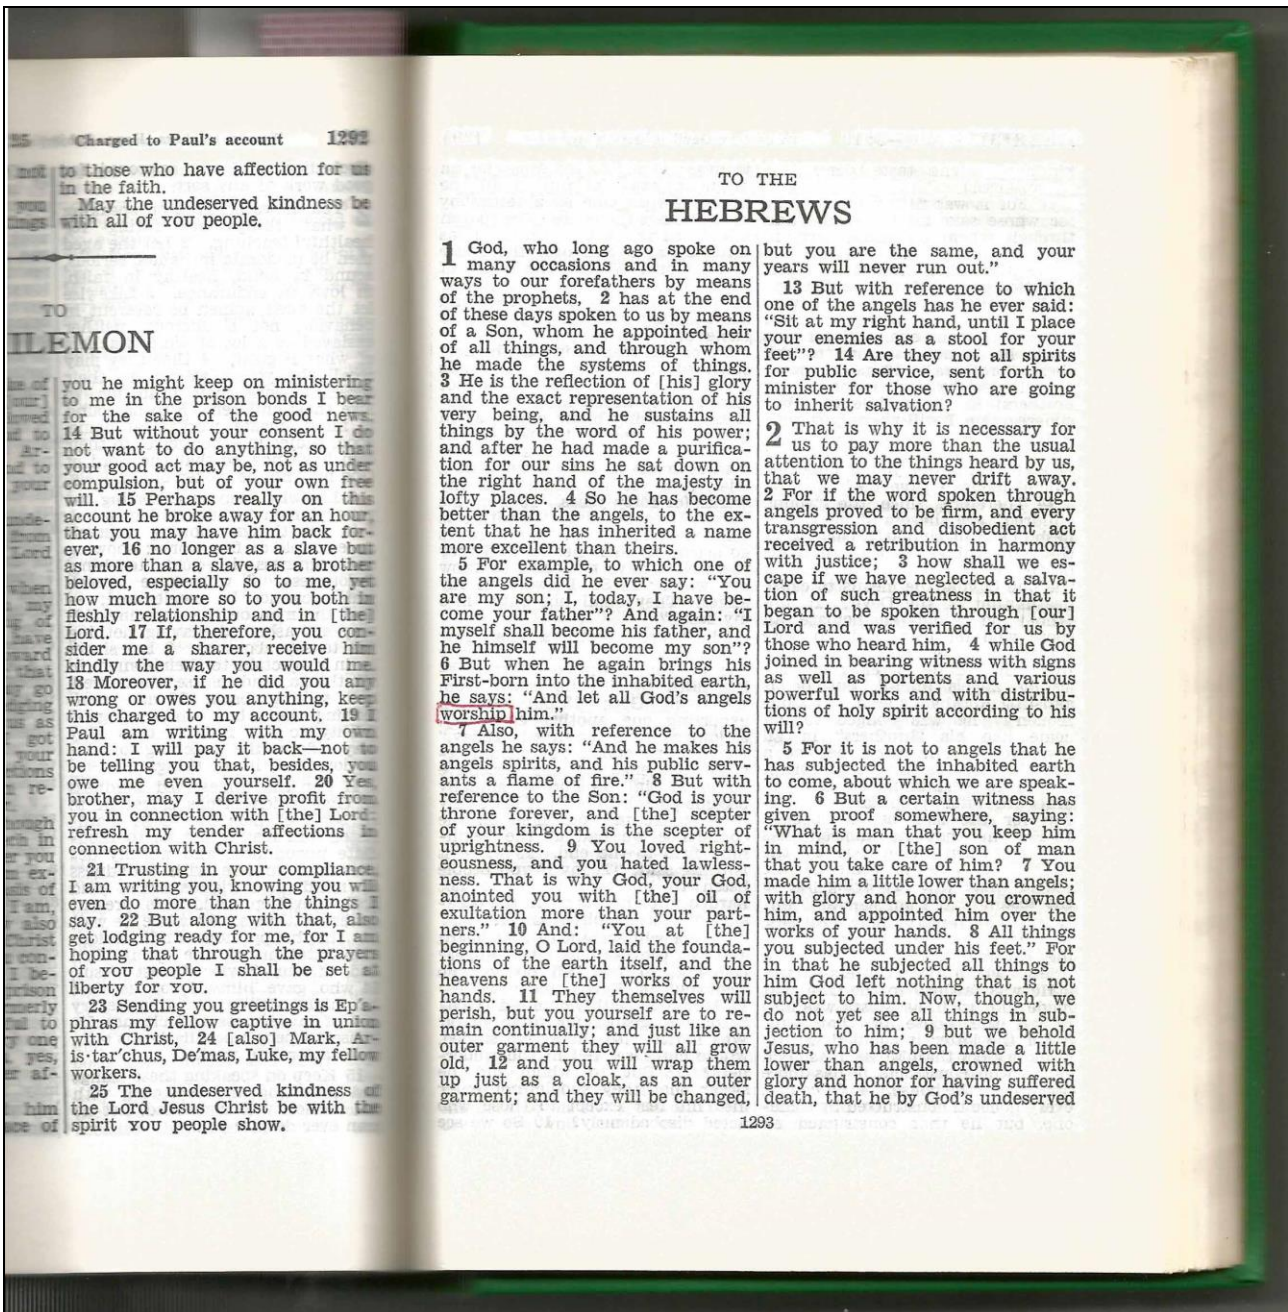 Charged to Paul's account 1292
to those who have affection for us
in the faith.
May the undeserved kindness be
with all of YOU people.
TO
ILEMON
you he might keep on ministering
to me in the prison bonds I bear
for the sake of the good news.
14 But without your consent I do
not want to do anything, so that
your good act may be, not as under
compulsion, but of your own free
will. 15 Perhaps really on this
account he broke away for an hour,
that you may have him back for-
ever, 16 no longer as a slave but
as more than a slave, as a brother
beloved, especially so to me, yet
how much more so to you both in
fleshly relationship and in [the]
Lord. 17 If, therefore, you con-
sider me a sharer, receive him
kindly the way you would me.
18 Moreover, if he did you any
wrong or owes you anything, keep
this charged to my account. 19 I
Paul am writing with my own
hand: I will pay it back—not to
be telling you that, besides, you
owe me even yourself. 20 Yes,
brother, may I derive profit from
you in connection with [the] Lord:
refresh my tender affections in
connection with Christ.
21 Trusting in your compliance,
I am writing you, knowing you will
even do more than the things I
say. 22 But along with that, also
get lodging ready for me, for I am
hoping that through the prayers
of YOU people I shall be set at
liberty for YOU.
23 Sending you greetings is Ep′a-
phras my fellow captive in union
with Christ, 24 [also] Mark, Ar-
is·tar′chus, De′mas, Luke, my fellow
workers.
25 The undeserved kindness of
the Lord Jesus Christ be with the
spirit YOU people show.
TO THE
HEBREWS
1 God, who long ago spoke on
many occasions and in many
ways to our forefathers by means
of the prophets, 2 has at the end
of these days spoken to us by means
of a Son, whom he appointed heir
of all things, and through whom
he made the systems of things.
3 He is the reflection of [his] glory
and the exact representation of his
very being, and he sustains all
things by the word of his power;
and after he had made a purifica-
tion for our sins he sat down on
the right hand of the majesty in
lofty places. 4 So he has become
better than the angels, to the ex-
tent that he has inherited a name
more excellent than theirs.
5 For example, to which one of
the angels did he ever say: "You
are my son; I, today, I have be-
come your father"? And again: "I
myself shall become his father, and
he himself will become my son"?
6 But when he again brings his
First-born into the inhabited earth,
he says: "And let all God's angels
worship him."
7 Also, with reference to the
angels he says: "And he makes his
angels spirits, and his public serv-
ants a flame of fire." 8 But with
reference to the Son: "God is your
throne forever, and [the] scepter
of your kingdom is the scepter of
uprightness. 9 You loved right-
eousness, and you hated lawless-
ness. That is why God, your God,
anointed you with [the] oil of
exultation more than your part-
ners." 10 And: "You at [the]
beginning, O Lord, laid the founda-
tions of the earth itself, and the
heavens are [the] works of your
hands. 11 They themselves will
perish, but you yourself are to re-
main continually; and just like an
outer garment they will all grow
old, 12 and you will wrap them
up just as a cloak, as an outer
garment; and they will be changed,
but you are the same, and your
years will never run out."
13 But with reference to which
one of the angels has he ever said:
"Sit at my right hand, until I place
your enemies as a stool for your
feet"? 14 Are they not all spirits
for public service, sent forth to
minister for those who are going
to inherit salvation?
2 That is why it is necessary for
us to pay more than the usual
attention to the things heard by us,
that we may never drift away.
2 For if the word spoken through
angels proved to be firm, and every
transgression and disobedient act
received a retribution in harmony
with justice; 3 how shall we es-
cape if we have neglected a salva-
tion of such greatness in that it
began to be spoken through [our]
Lord and was verified for us by
those who heard him, 4 while God
joined in bearing witness with signs
as well as portents and various
powerful works and with distribu-
tions of holy spirit according to his
will?
5 For it is not to angels that he
has subjected the inhabited earth
to come, about which we are speak-
ing. 6 But a certain witness has
given proof somewhere, saying:
"What is man that you keep him
in mind, or [the] son of man
that you take care of him? 7 You
made him a little lower than angels;
with glory and honor you crowned
him, and appointed him over the
works of your hands. 8 All things
you subjected under his feet." For
in that he subjected all things to
him God left nothing that is not
subject to him. Now, though, we
do not yet see all things in sub-
jection to him; 9 but we behold
Jesus, who has been made a little
lower than angels, crowned with
glory and honor for having suffered
death, that he by God's undeserved
1293